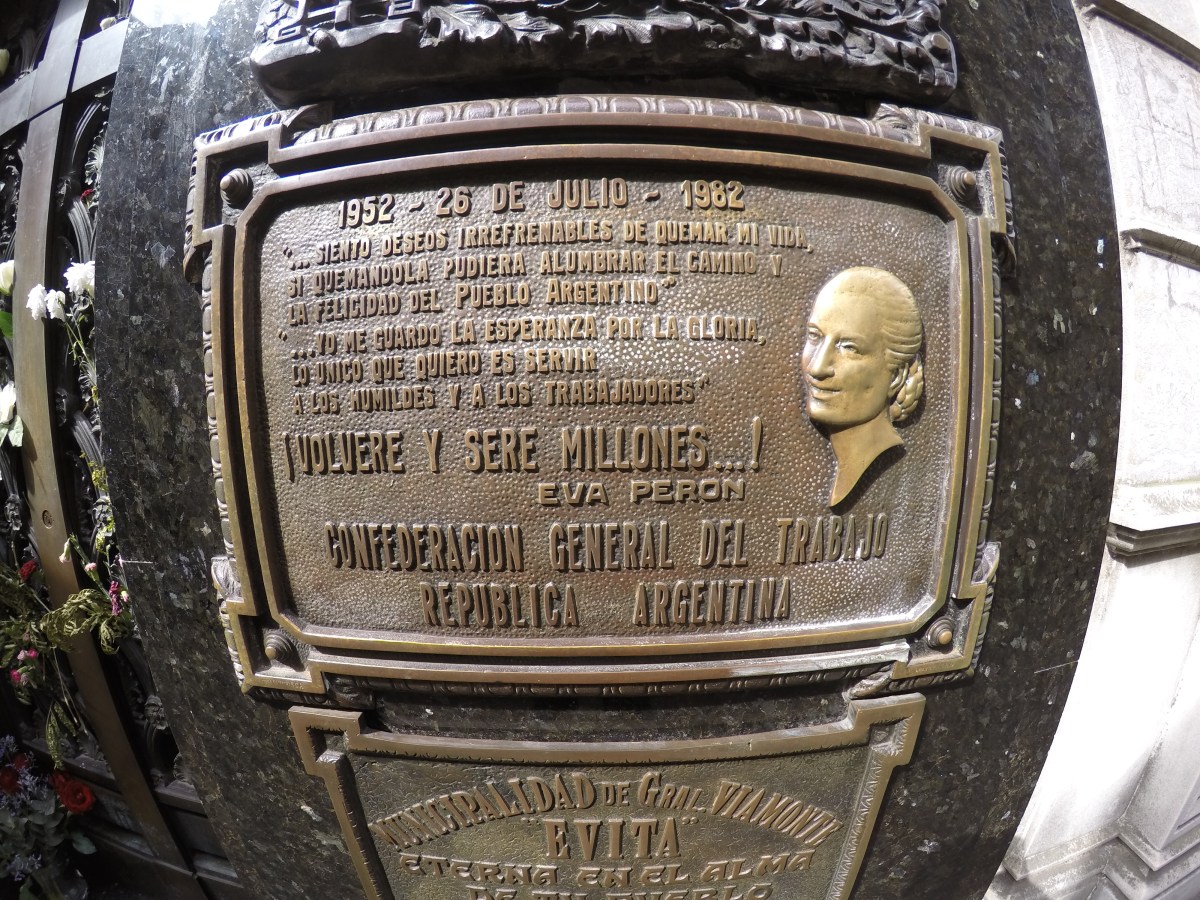 1952 - 26 DE JULIO - 1982
"...SIENTO DESEOS IRREFRENABLES DE QUEMAR MI VIDA,
SI QUEMANDOLA PUDIERA ALUMBRAR EL CAMINO Y
LA FELICIDAD DEL PUEBLO ARGENTINO"
"...YO ME GUARDO LA ESPERANZA POR LA GLORIA,
LO UNICO QUE QUIERO ES SERVIR
A LOS HUMILDES Y A LOS TRABAJADORES"
¡VOLVERE Y SERE MILLONES...!
EVA PERON
CONFEDERACION GENERAL DEL TRABAJO
REPUBLICA ARGENTINA
MUNICIPALIDAD DE GRAL. VIAMONTE
"EVITA"
ETERNA EN EL ALMA
DE TU PUEBLO